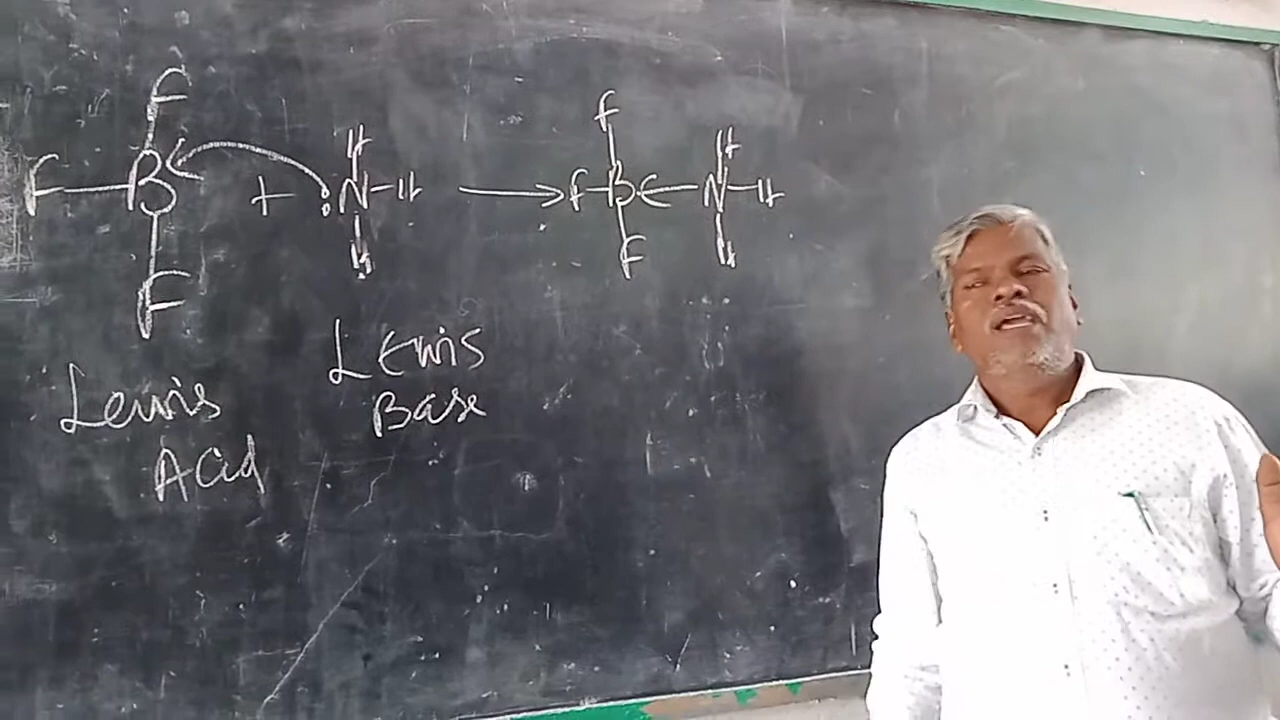 F F
F—B + :N—H ⟶ F—B←N—H
H H
F H F H
Lewis Acid
Lewis Base